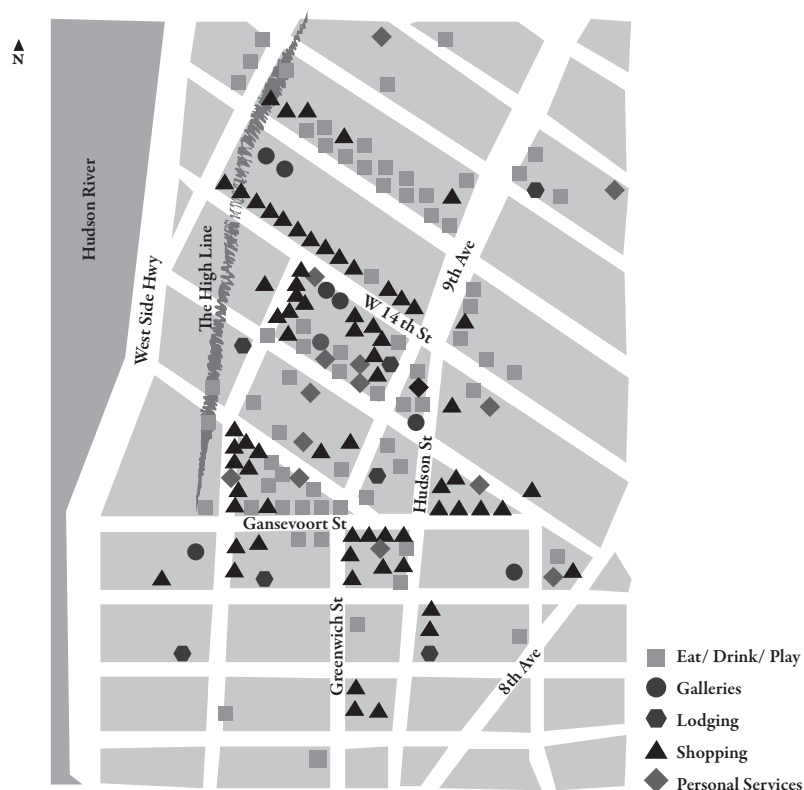 N
Hudson River
West Side Hwy
The High Line
9th Ave
W 14th St
Hudson St
Gansevoort St
Greenwich St
8th Ave
Eat/ Drink/ Play
Galleries
Lodging
Shopping
Personal Services